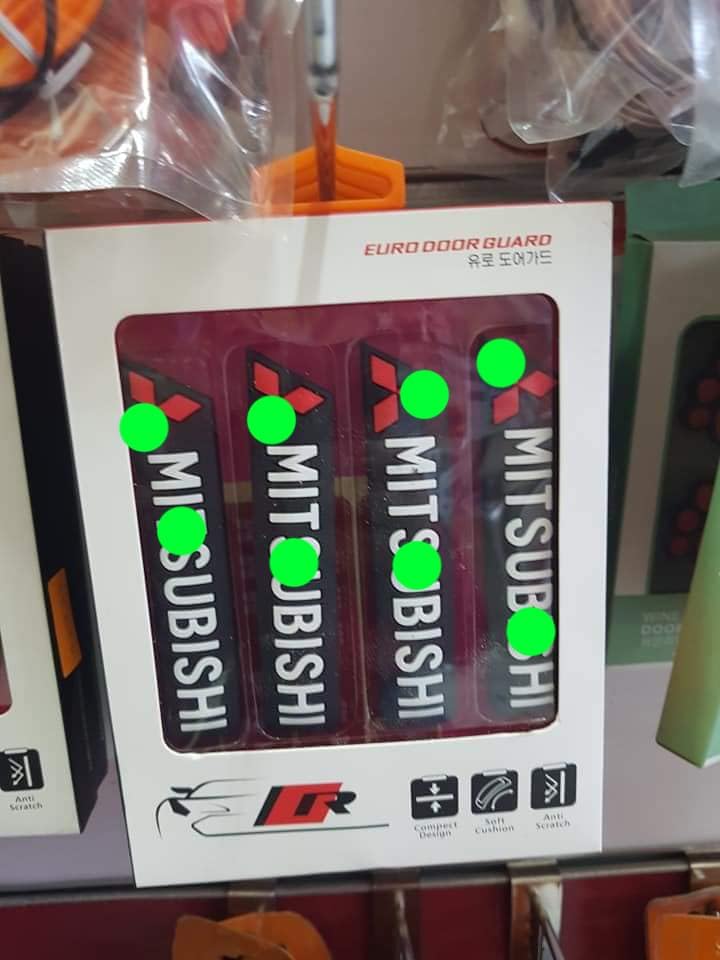 EURO DOOR GUARD
유로 도어가드
MITSUBISHI
MITSUBISHI
MITSUBISHI
MITSUBISHI
Compect
Design
Soft
Cushion
Anti
Scratch
Anti
Scratch